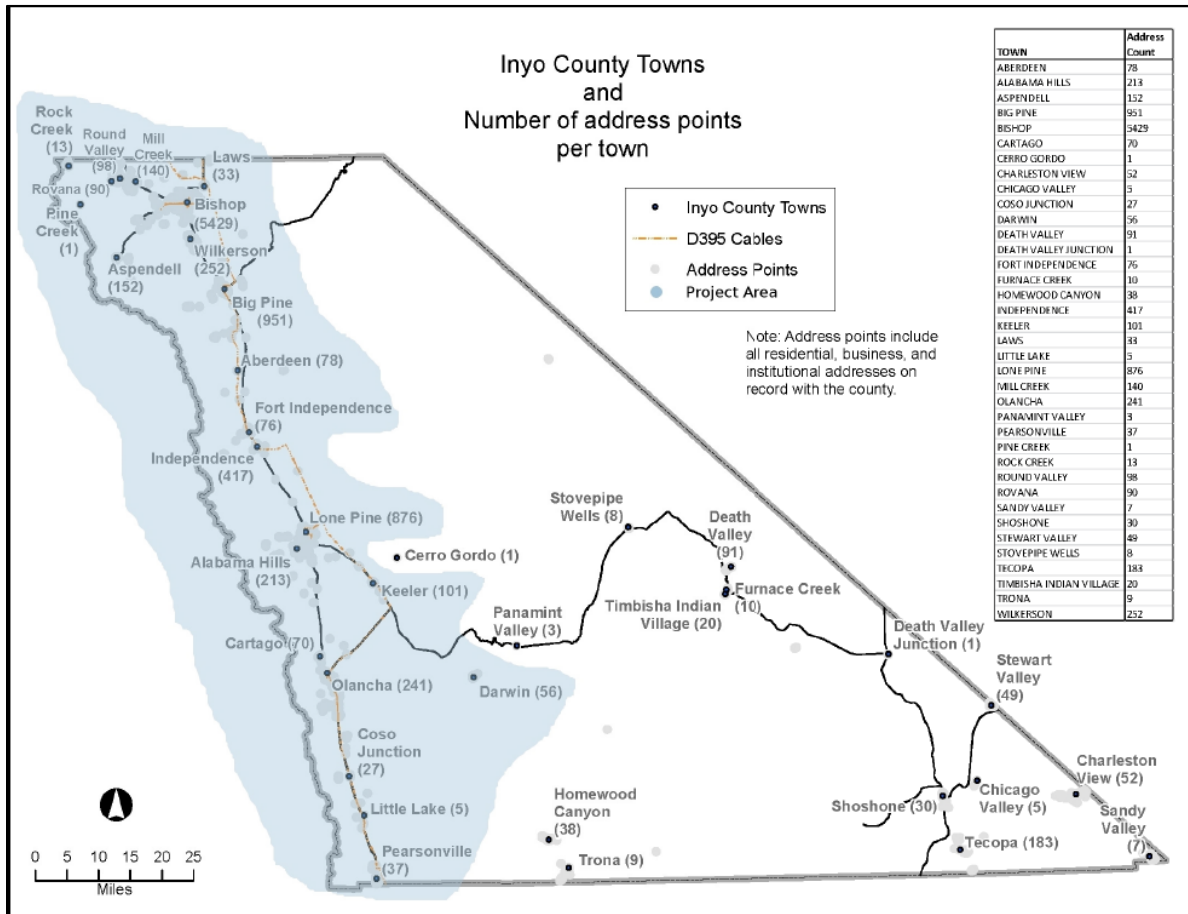 Inyo County Towns
and
Number of address points
per town
Rock
Creek
(13)
Round
Valley
(98)
Mill
Creek
(140)
Laws
(33)
Rovana (90)
Pine
Creek
(1)
Bishop
(5429)
Wilkerson
(252)
Aspendell
(152)
Big Pine
(951)
Aberdeen (78)
Fort Independence
(76)
Independence
(417)
Lone Pine (876)
Alabama Hills
(213)
Cerro Gordo (1)
Keeler (101)
Cartago (70)
Olancha (241)
Darwin (56)
Coso
Junction
(27)
Little Lake (5)
Pearsonville
(37)
Panamint
Valley (3)
Stovepipe
Wells (8)
Death
Valley
(91)
Furnace Creek
(10)
Timbisha Indian
Village (20)
Death Valley
Junction (1)
Stewart
Valley
(49)
Charleston
View (52)
Chicago
Valley (5)
Shoshone (30)
Sandy
Valley
(7)
Tecopa (183)
Homewood
Canyon
(38)
Trona (9)
Inyo County Towns
D395 Cables
Address Points
Project Area
Note: Address points include
all residential, business, and
institutional addresses on
record with the county.
0 5 10 15 20 25
Miles
TOWN Address Count
ABERDEEN 78
ALABAMA HILLS 213
ASPENDELL 152
BIG PINE 951
BISHOP 5429
CARTAGO 70
CERRO GORDO 1
CHARLESTON VIEW 52
CHICAGO VALLEY 5
COSO JUNCTION 27
DARWIN 56
DEATH VALLEY 91
DEATH VALLEY JUNCTION 1
FORT INDEPENDENCE 76
FURNACE CREEK 10
HOMEWOOD CANYON 38
INDEPENDENCE 417
KEELER 101
LAWS 33
LITTLE LAKE 5
LONE PINE 876
MILL CREEK 140
OLANCHA 241
PANAMINT VALLEY 3
PEARSONVILLE 37
PINE CREEK 1
ROCK CREEK 13
ROUND VALLEY 98
ROVANA 90
SANDY VALLEY 7
SHOSHONE 30
STEWART VALLEY 49
STOVEPIPE WELLS 8
TECOPA 183
TIMBISHA INDIAN VILLAGE 20
TRONA 9
WILKERSON 252